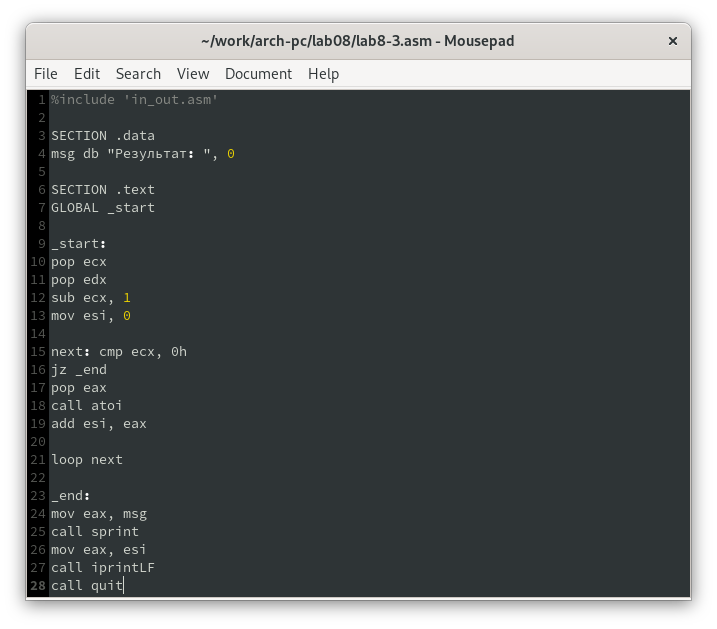 ~/work/arch-pc/lab08/lab8-3.asm - Mousepad
File Edit Search View Document Help
1 %include 'in_out.asm'
2
3 SECTION .data
4 msg db "Результат: ", 0
5
6 SECTION .text
7 GLOBAL _start
8
9 _start:
10 pop ecx
11 pop edx
12 sub ecx, 1
13 mov esi, 0
14
15 next: cmp ecx, 0h
16 jz _end
17 pop eax
18 call atoi
19 add esi, eax
20
21 loop next
22
23 _end:
24 mov eax, msg
25 call sprint
26 mov eax, esi
27 call iprintLF
28 call quit